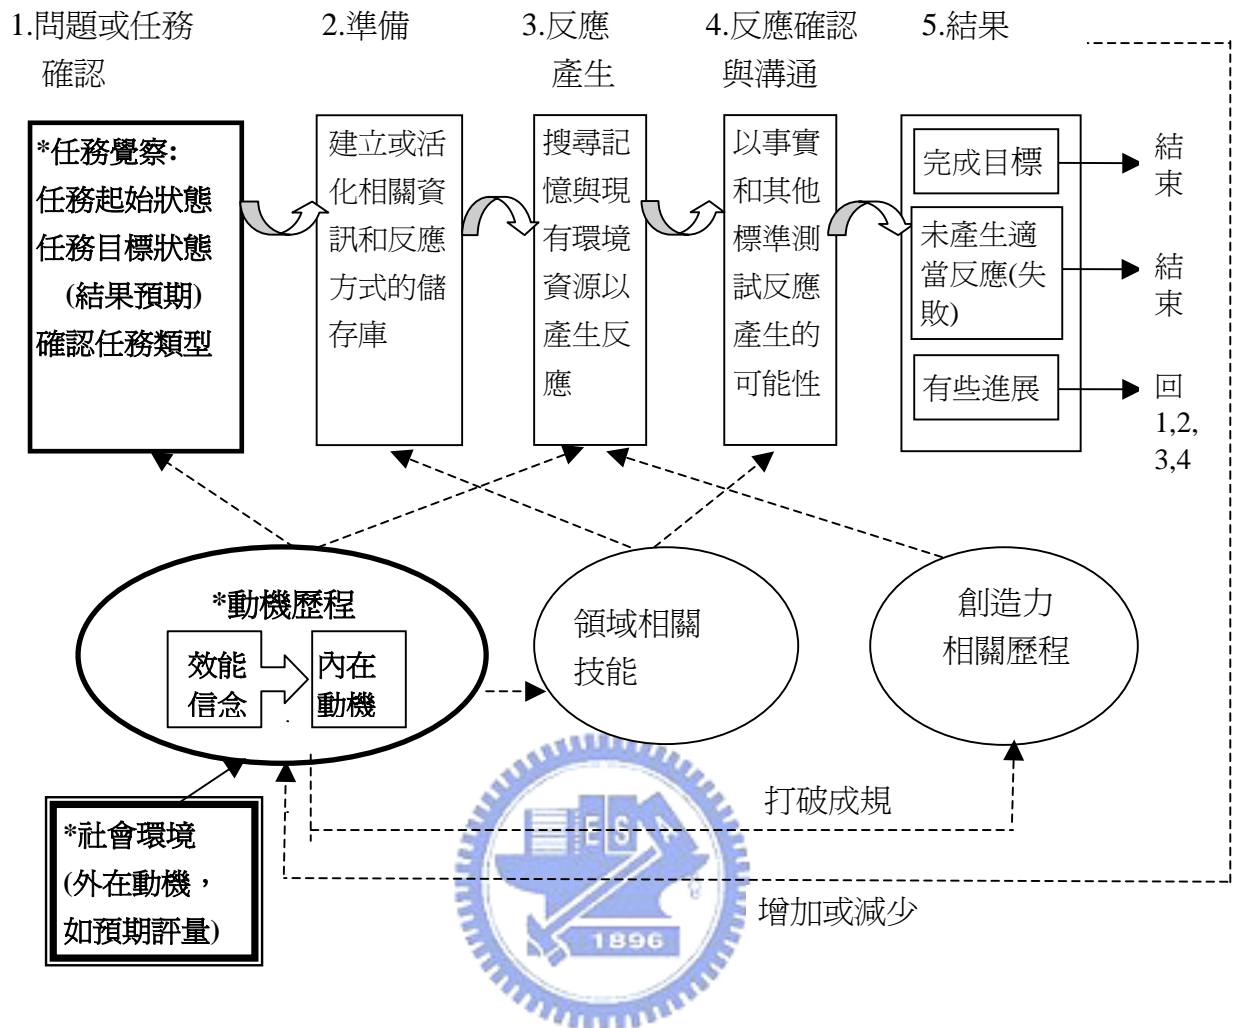 1.問題或任務
確認
2.準備
3.反應
產生
4.反應確認
與溝通
5.結果
*任務覺察:
任務起始狀態
任務目標狀態
(結果預期)
確認任務類型
建立或活
化相關資
訊和反應
方式的儲
存庫
搜尋記
憶與現
有環境
資源以
產生反
應
以事實
和其他
標準測
試反應
產生的
可能性
完成目標
未產生適
當反應(失
敗)
有些進展
結
束
結
束
回
1,2,
3,4
*動機歷程
效能
信念
內在
動機
領域相關
技能
創造力
相關歷程
*社會環境
(外在動機，
如預期評量)
打破成規
增加或減少
E S A
1896